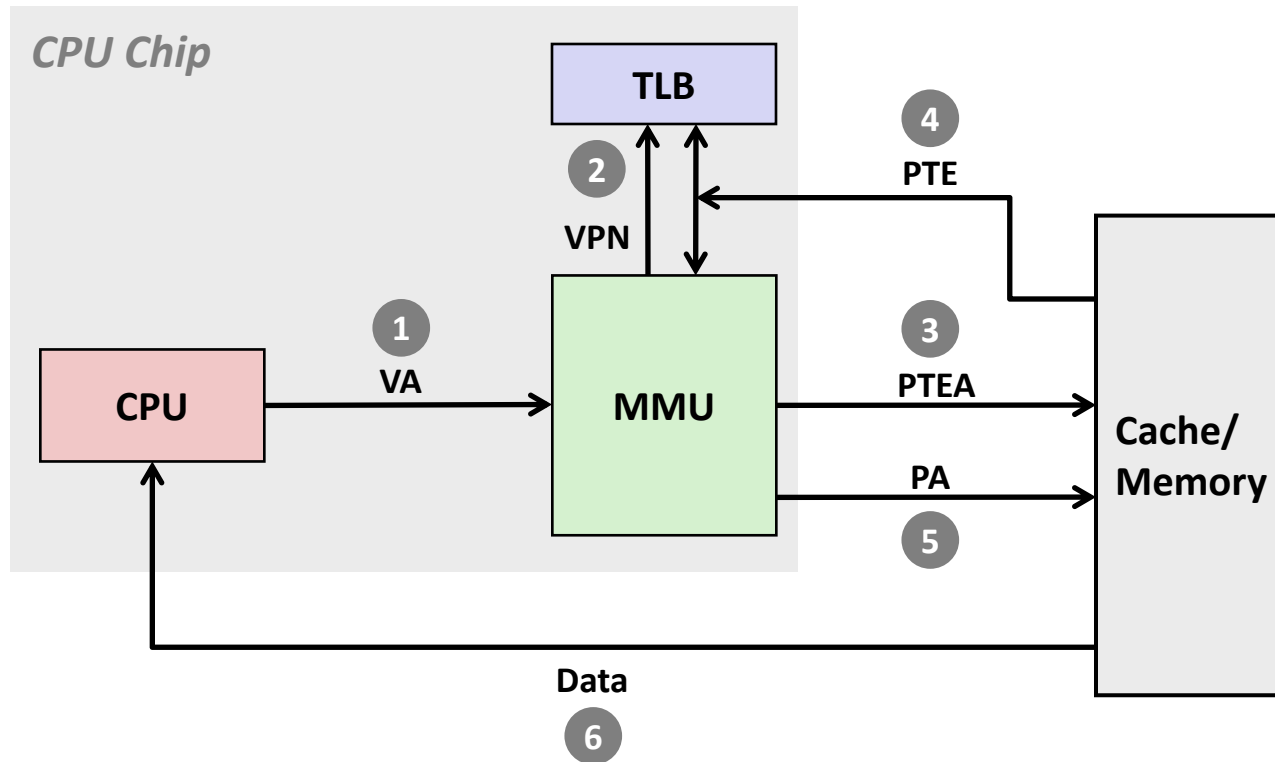 CPU Chip
TLB
4
PTE
2
VPN
1
VA
3
PTEA
CPU
MMU
Cache/
Memory
PA
5
Data
6